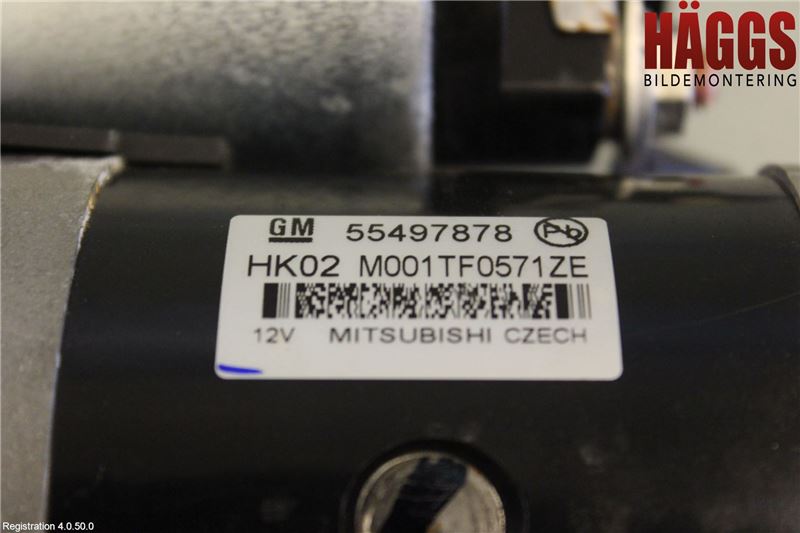 HÄGGS
BILDEMONTERING
GM 55497878 Pb
HK02 M001TF0571ZE
12V MITSUBISHI CZECH
Registration 4.0.50.0